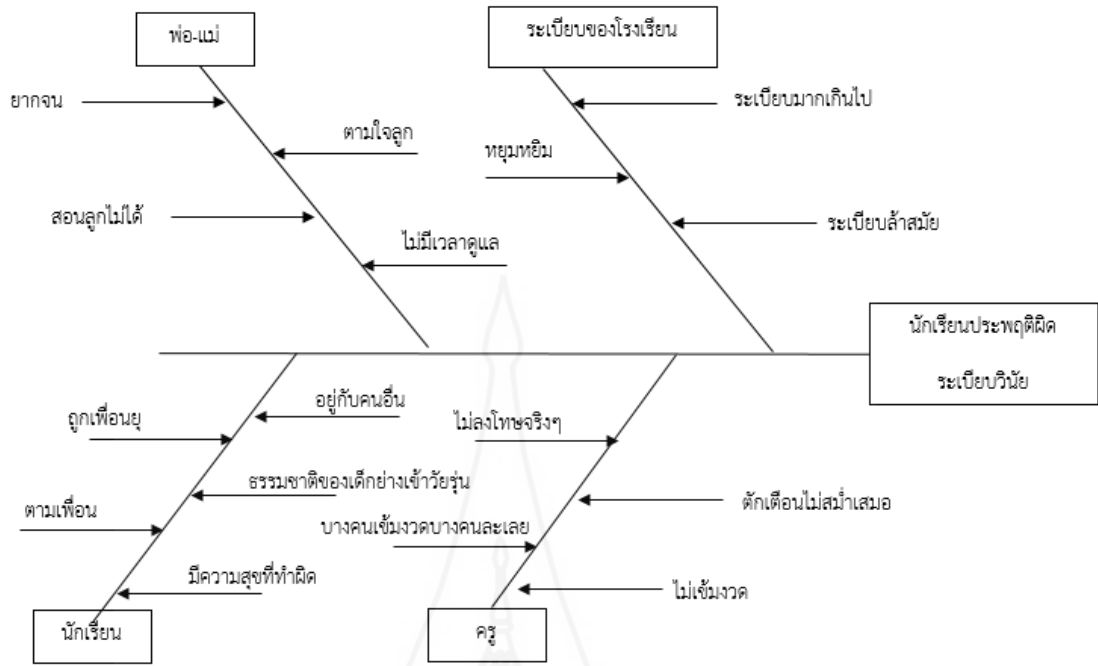 พ่อ-แม่
ระเบียบของโรงเรียน
ยากจน
ระเบียบมากเกินไป
ตามใจลูก
หยุมหยิม
สอนลูกไม่ได้
ระเบียบล้าสมัย
ไม่มีเวลาดูแล
นักเรียนประพฤติผิด
ระเบียบวินัย
อยู่กับคนอื่น
ถูกเพื่อนยุ
ไม่ลงโทษจริงๆ
ธรรมชาติของเด็กย่างเข้าวัยรุ่น
ตักเตือนไม่สม่ำเสมอ
ตามเพื่อน
บางคนเข้มงวดบางคนละเลย
มีความสุขที่ทำผิด
ไม่เข้มงวด
นักเรียน
ครู